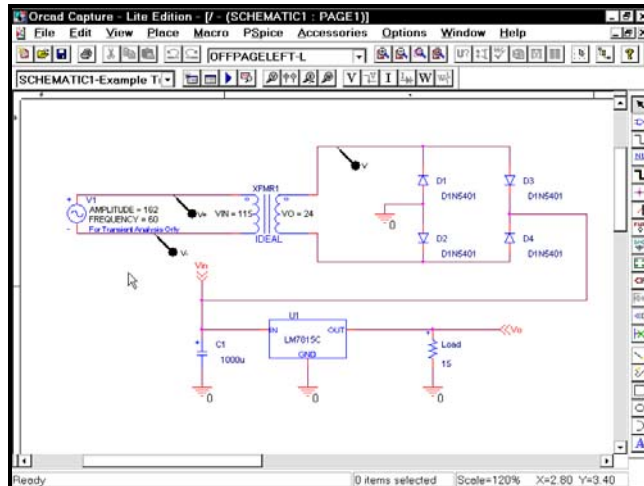 Orcad Capture - Lite Edition - [/ - (SCHEMATIC1 : PAGE1)]
File Edit View Place Macro PSpice Accessories Options Window Help
OFFPAGELEFT-L
U?
?
SCHEMATIC1-Example
V I W
V1
AMPLITUDE = 162
FREQUENCY = 60
For Transient Analysis Only
V+
V-
XFMR1
VIN = 115
VO = 24
IDEAL
V
D1
D1N5401
D3
D1N5401
0
D2
D1N5401
D4
D1N5401
Vin
C1
1000u
0
U1
IN OUT
LM7815C
GND
0
Load
15
0
Vo
A
Ready
0 items selected Scale=120% X=2.80 Y=3.40